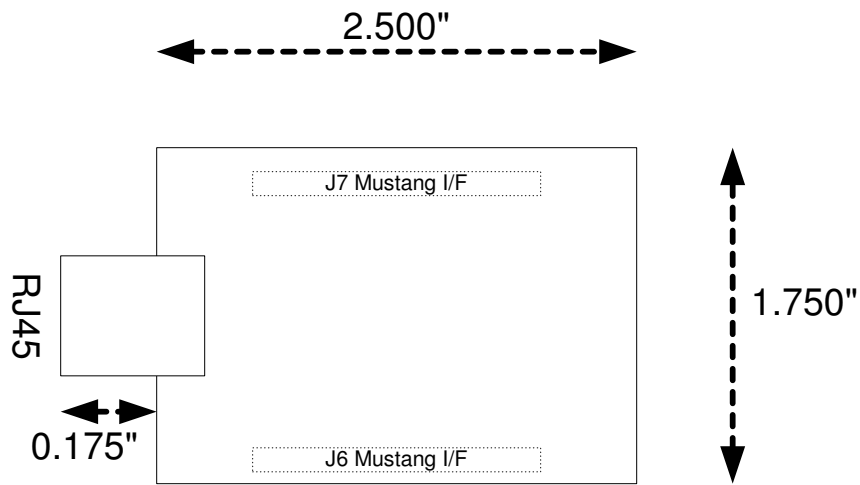 2.500"
J7 Mustang I/F
RJ45
1.750"
0.175"
J6 Mustang I/F